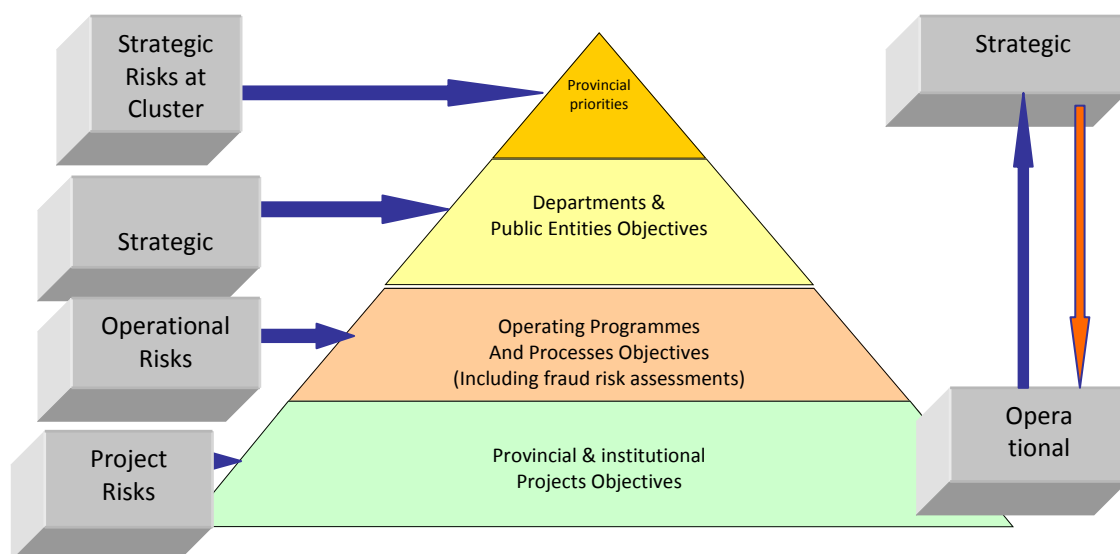 Strategic
Risks at
Cluster
Provincial
priorities
Strategic
Departments &
Public Entities Objectives
Strategic
Operational
Risks
Operating Programmes
And Processes Objectives
(Including fraud risk assessments)
Project
Risks
Provincial & institutional
Projects Objectives
Opera
tional